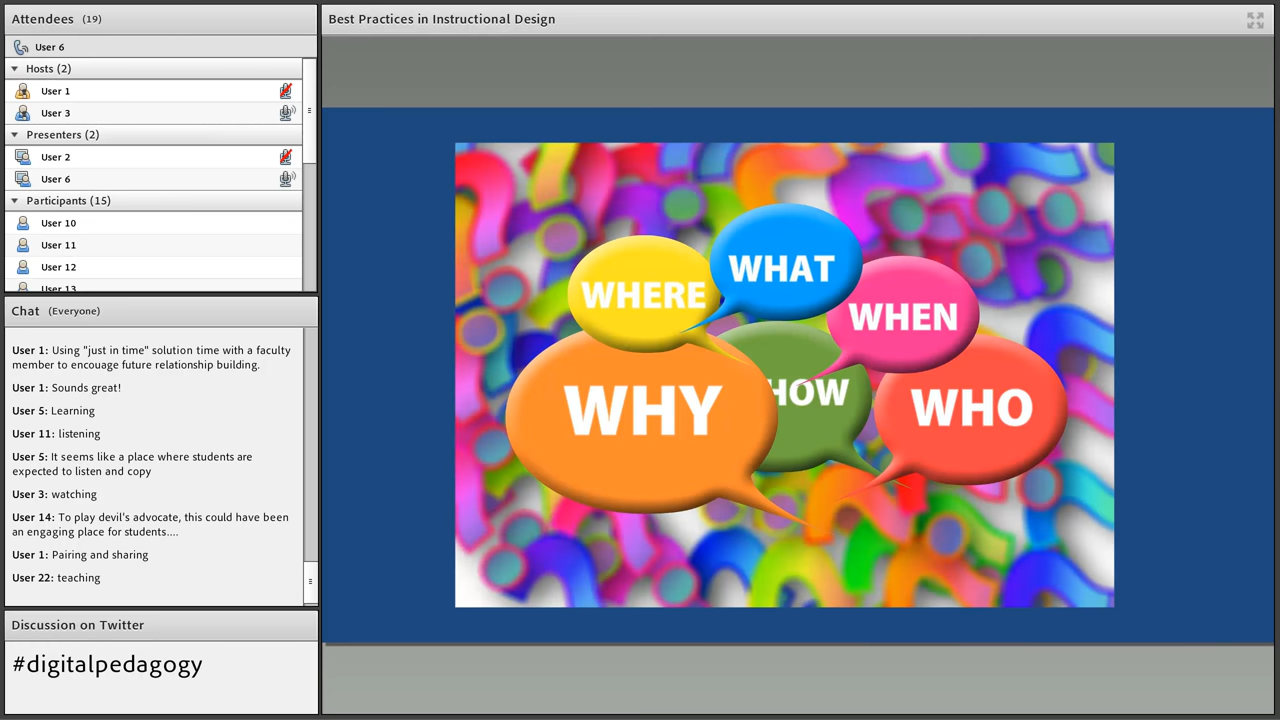 Attendees (19)
User 6
Hosts (2)
User 1
User 3
Presenters (2)
User 2
User 6
Participants (15)
User 10
User 11
User 12
User 13
Chat (Everyone)
User 1: Using "just in time" solution time with a faculty
member to encouage future relationship building.
User 1: Sounds great!
User 5: Learning
User 11: listening
User 5: It seems like a place where students are
expected to listen and copy
User 3: watching
User 14: To play devil's advocate, this could have been
an engaging place for students....
User 1: Pairing and sharing
User 22: teaching
Discussion on Twitter
#digitalpedagogy
Best Practices in Instructional Design
WHERE
WHAT
WHEN
WHY
HOW
WHO